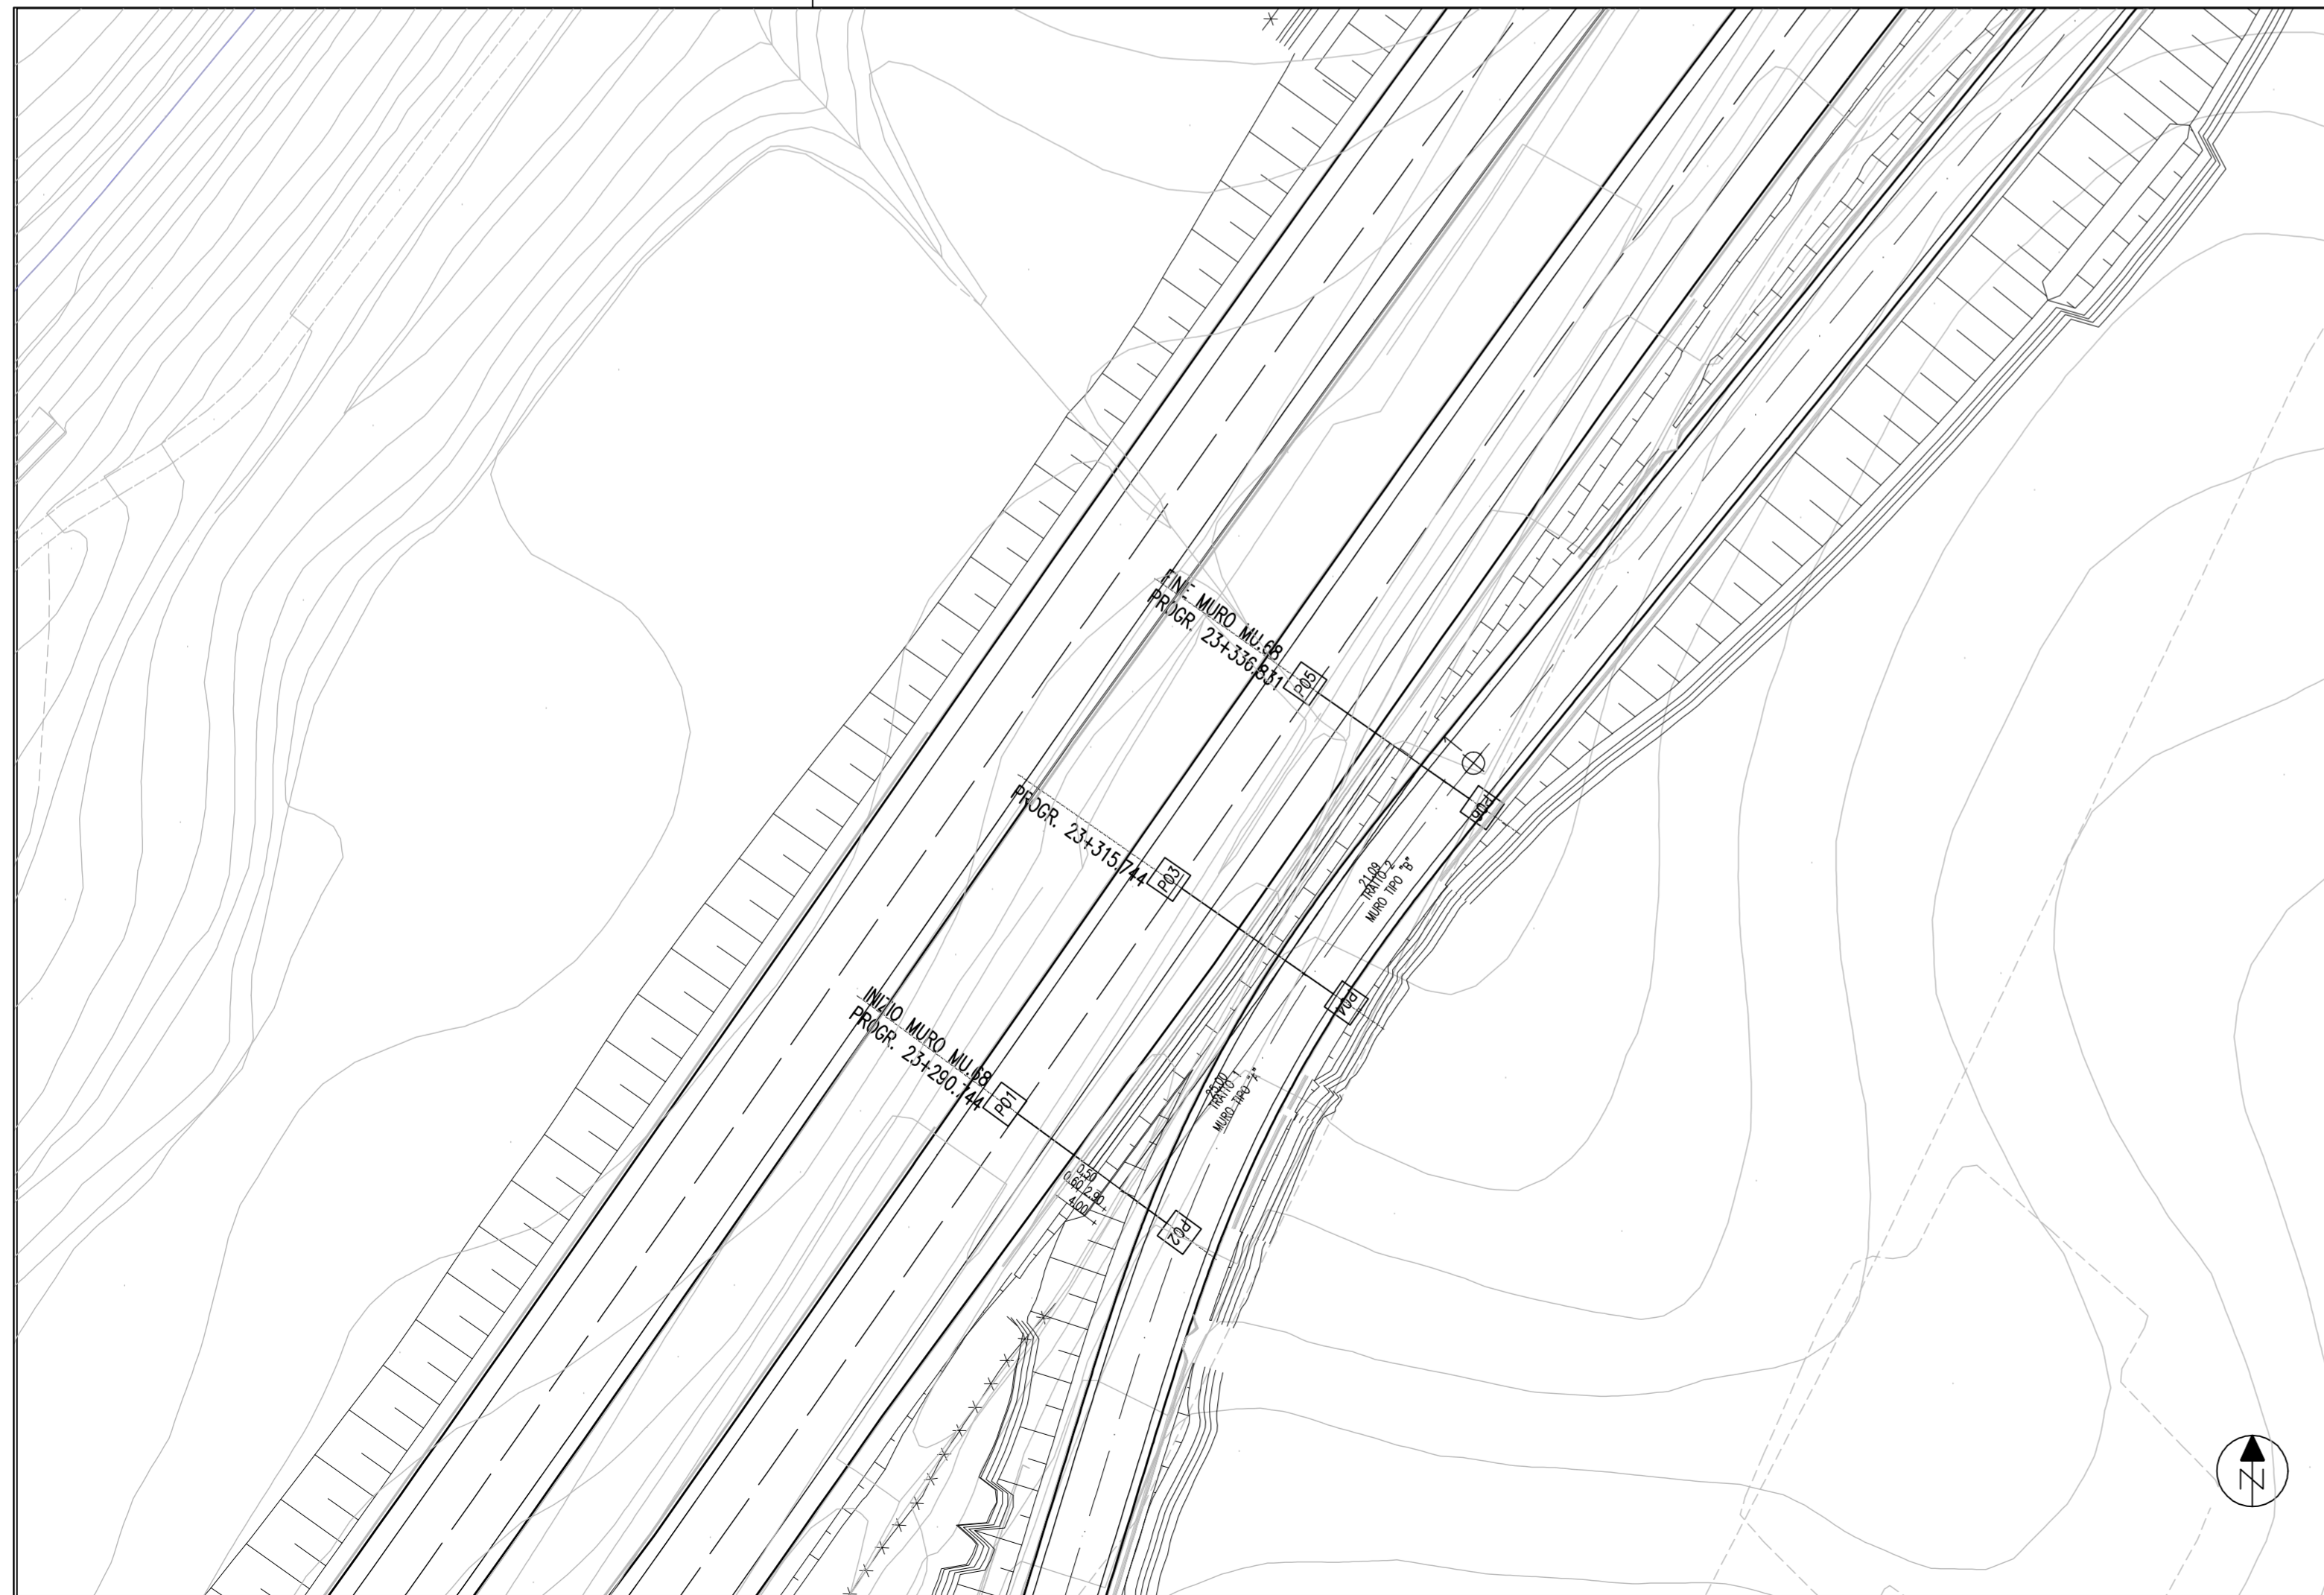 FINE MURO MU.68
PROGR. 23+336.831
P05
P06
PROGR. 23+315.744
P03
P04
21.09
TRATTO 2
MURO TIPO "B"
INIZIO MURO MU.68
PROGR. 23+290.744
P01
P02
25.00
TRATTO 1
MURO TIPO "A"
0.50
0.60 2.90
4.00
N